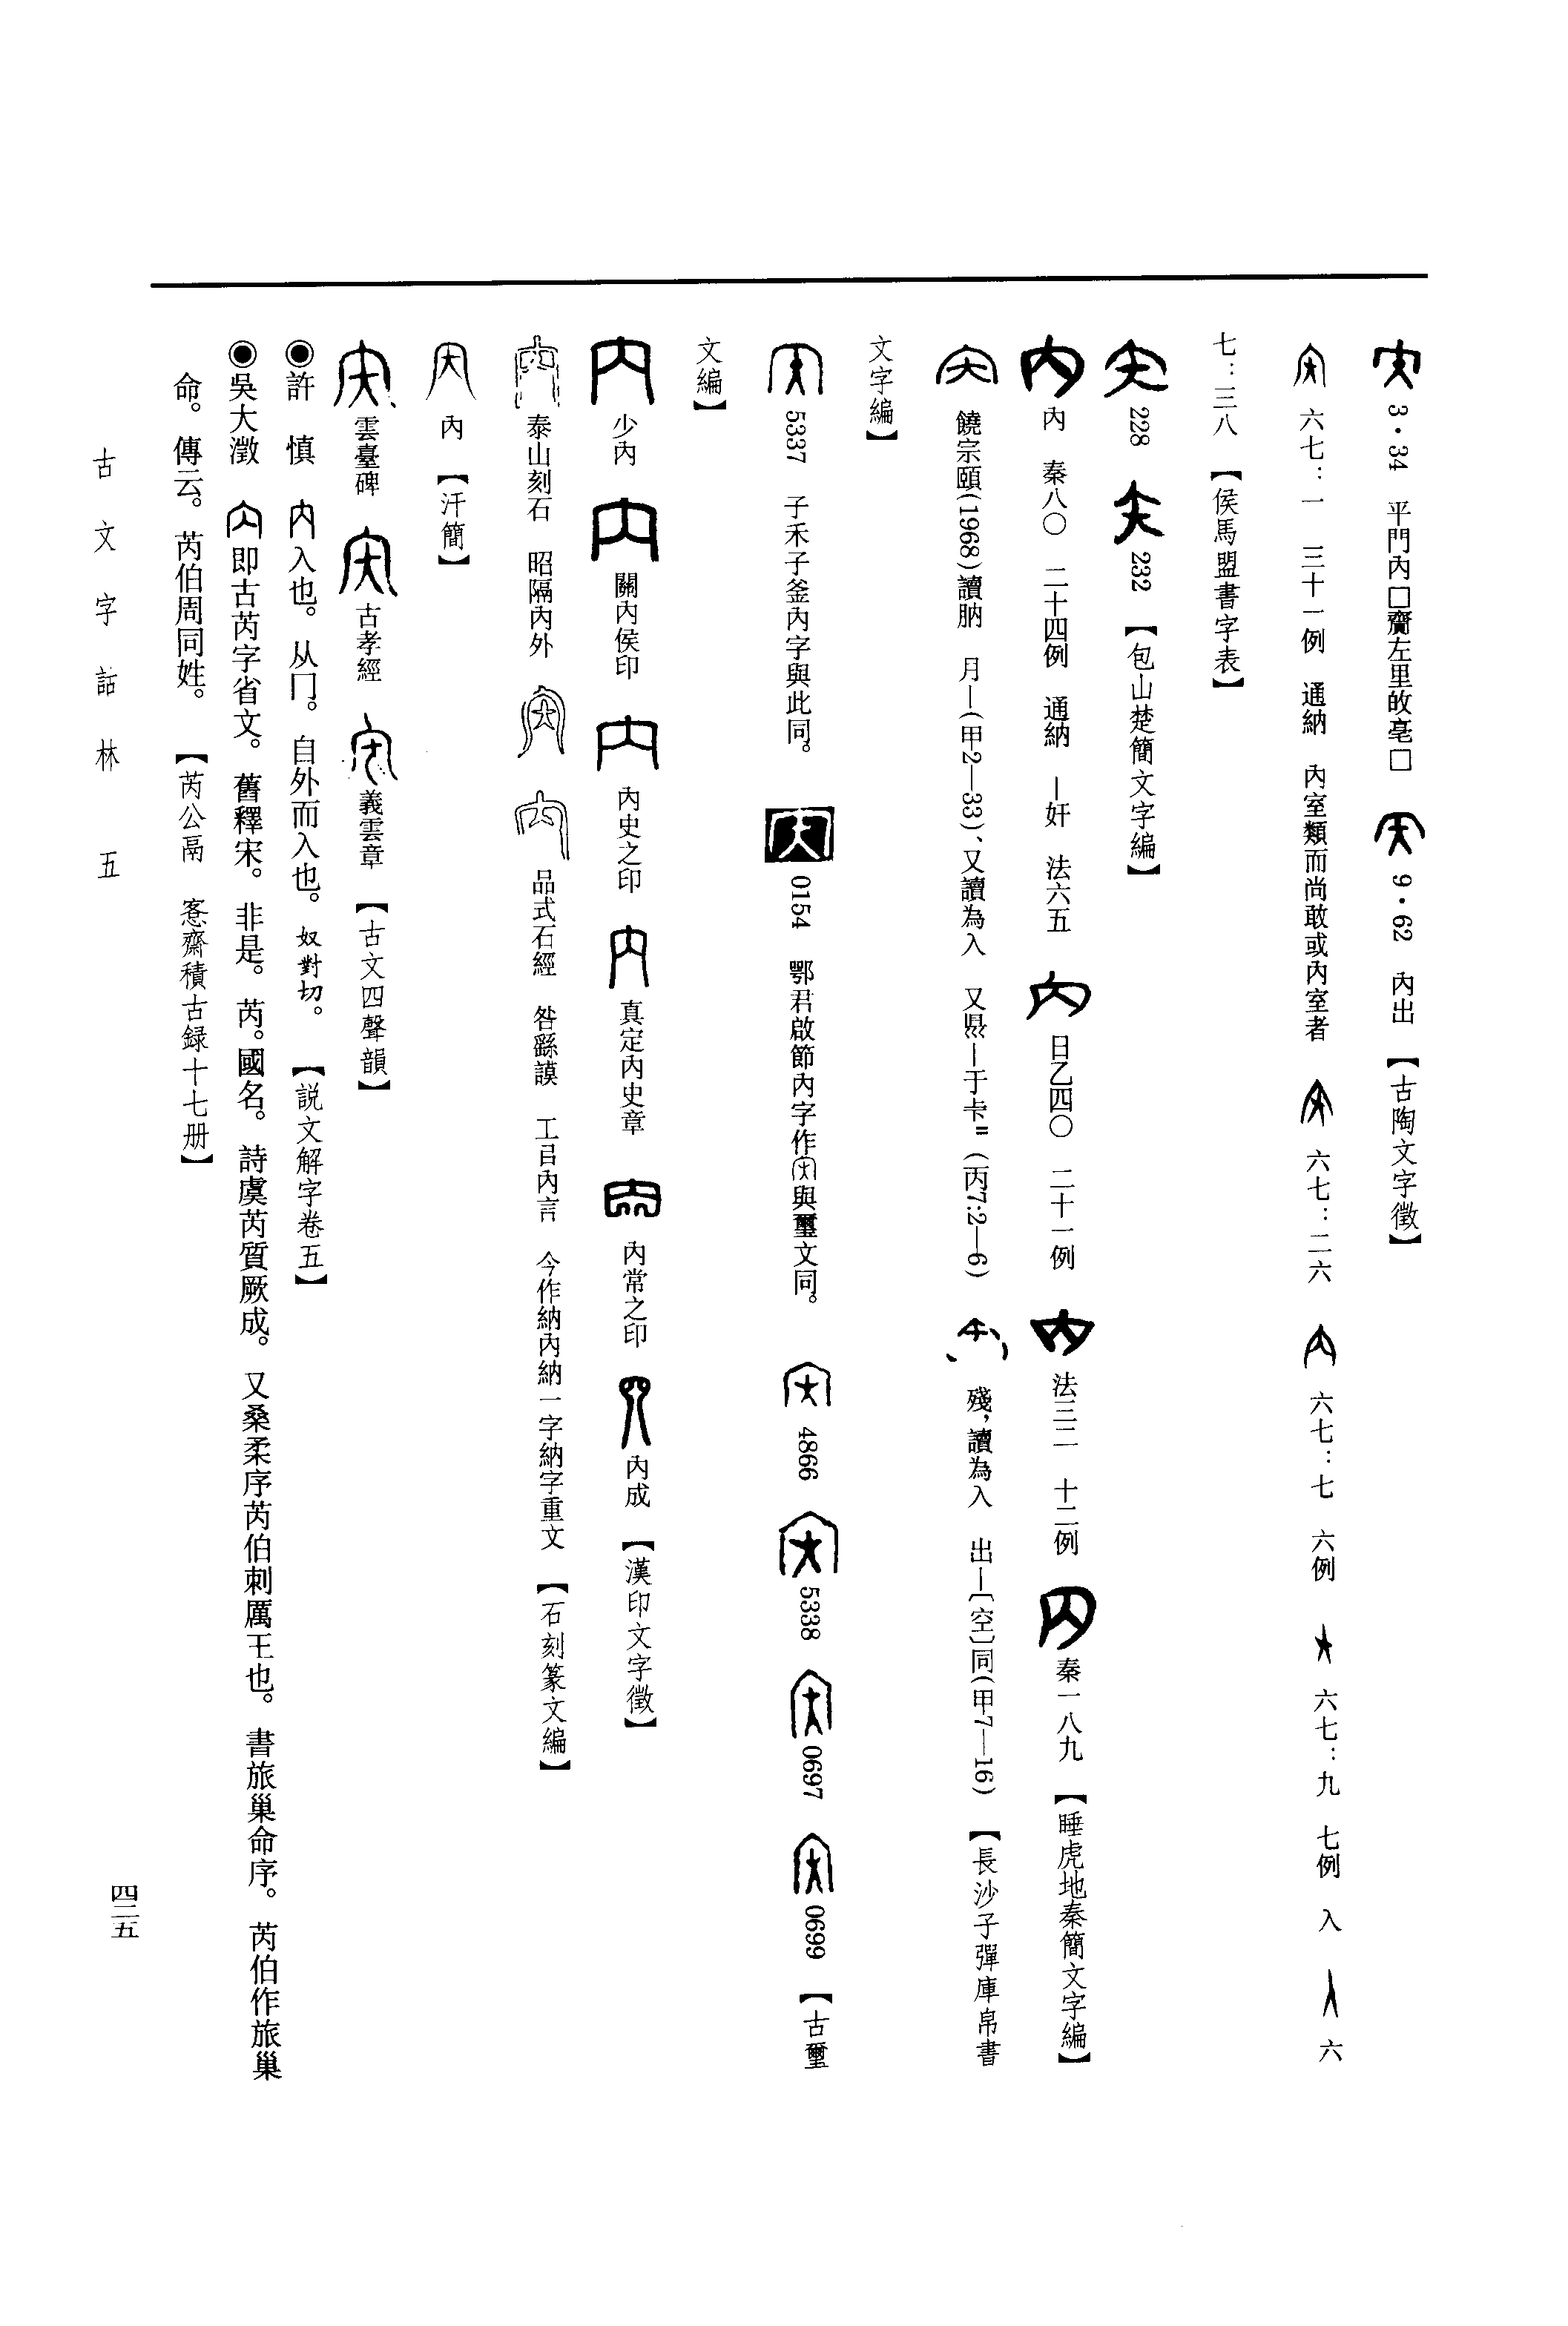 3・34 平門內□齎左里敀亳□ 9・62 內出 【古陶文字徵】
六七：一 三十一例 通納 內室類而尚敢或內室者 六七：二六 六七：七 六例 六七：九 七例 入 六
七：三八 【侯馬盟書字表】
228 232 【包山楚簡文字編】
內 秦八〇 二十四例 通納 —奸 法六五 日乙四〇 二十一例 法三二 十二例 秦一八九 【睡虎地秦簡文字編】
饒宗頤(1968)讀肭 月—(甲2—33)、又讀為入 又—于卡〓(丙7:2—6) 殘，讀為入 出—〔空〕同(甲7—16) 【長沙子彈庫帛書
文字編】
5337 子禾子釜內字與此同。 0154 鄂君啟節內字作與璽文同。 4866 5338 0697 0699 【古璽
文編】
少內 關內侯印 內史之印 真定內史章 內常之印 內成 【漢印文字徵】
泰山刻石 昭隔內外 品式石經 咎繇謨 工㠯內言 今作納內納一字納字重文 【石刻篆文編】
內 【汗簡】
雲臺碑 古孝經 義雲章 【古文四聲韻】
◉許 慎 內入也。从冂。自外而入也。奴對切。 【説文解字卷五】
◉吳大澂 即古芮字省文。舊釋宋。非是。芮。國名。詩虞芮質厥成。又桑柔序芮伯刺厲王也。書旅巢命序。芮伯作旅巢
命。傳云。芮伯周同姓。 【芮公鬲 愙齋積古録十七册】
古文字詁林 五
四二五